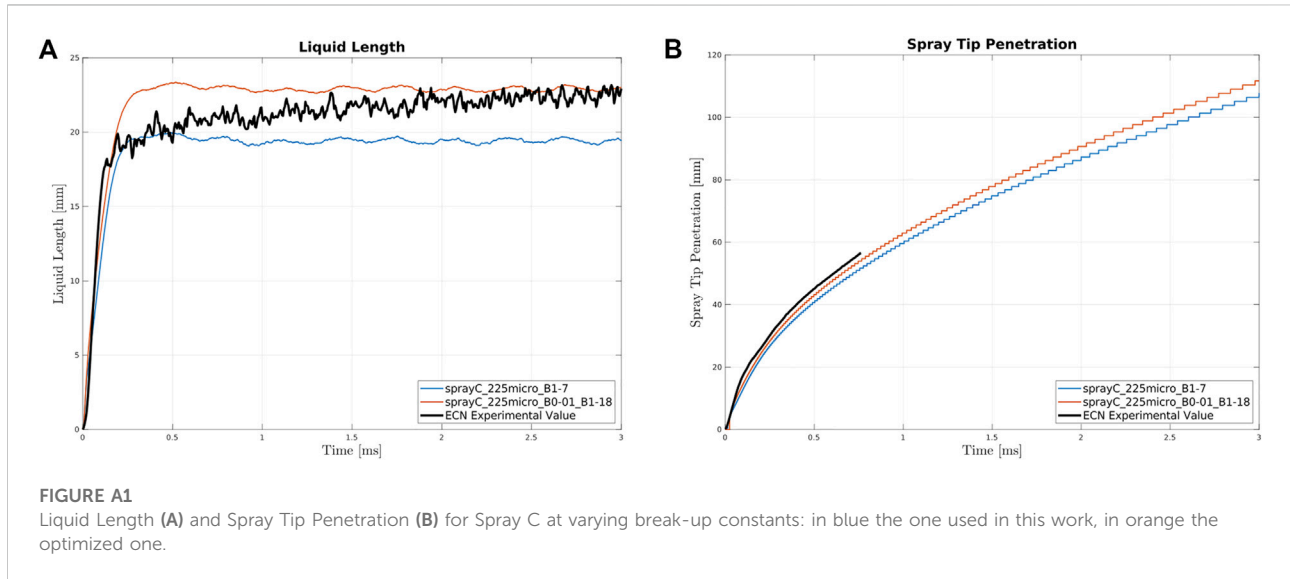 A
Liquid Length
25
20
15
10
5
0
Liquid Length [mm]
0
0.5
1
1.5
2
2.5
3
Time [ms]
sprayC_225micro_B1-7
sprayC_225micro_B0-01_B1-18
ECN Experimental Value
B
Spray Tip Penetration
120
100
80
60
40
20
0
Spray Tip Penetration [mm]
0
0.5
1
1.5
2
2.5
3
Time [ms]
sprayC_225micro_B1-7
sprayC_225micro_B0-01_B1-18
ECN Experimental Value
FIGURE A1
Liquid Length (A) and Spray Tip Penetration (B) for Spray C at varying break-up constants: in blue the one used in this work, in orange the
optimized one.